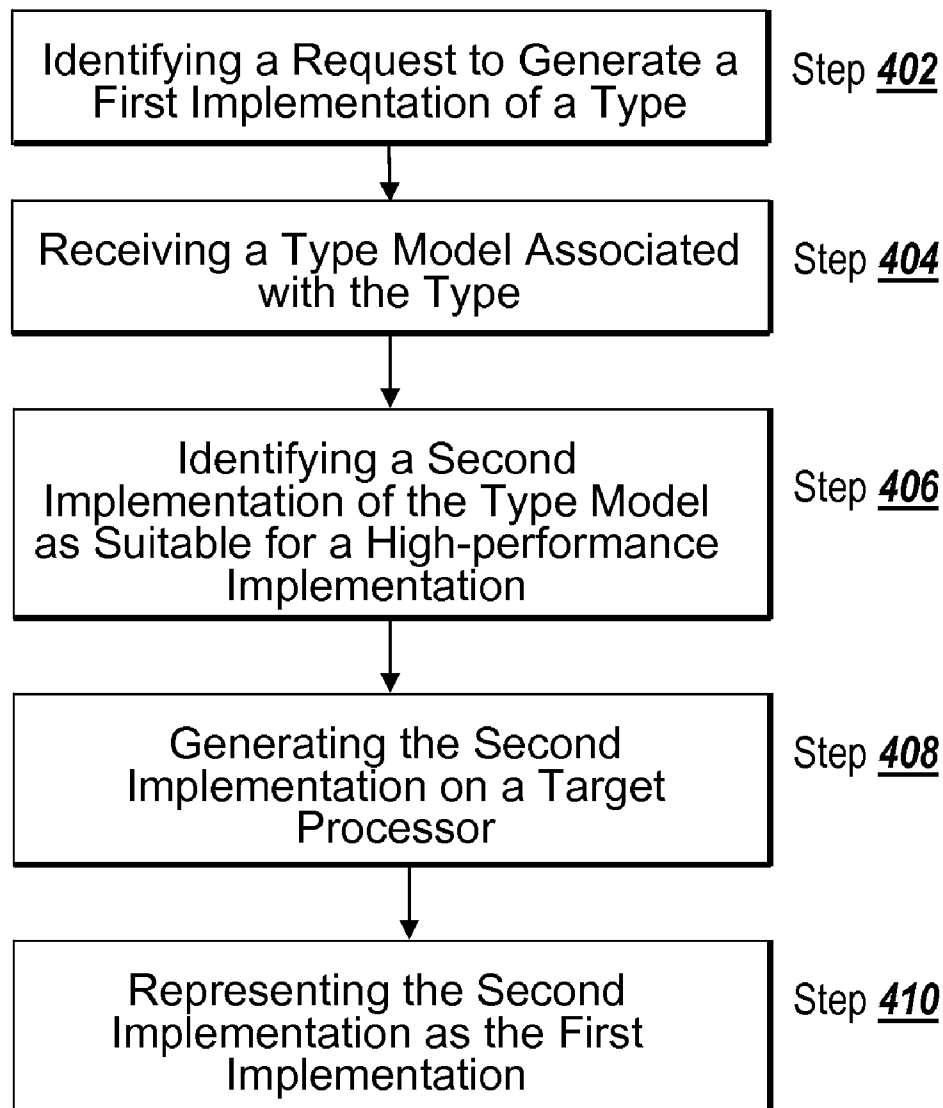 Identifying a Request to Generate a
First Implementation of a Type
Step 402
Receiving a Type Model Associated
with the Type
Step 404
Identifying a Second
Implementation of the Type Model
as Suitable for a High-performance
Implementation
Step 406
Generating the Second
Implementation on a Target
Processor
Step 408
Representing the Second
Implementation as the First
Implementation
Step 410